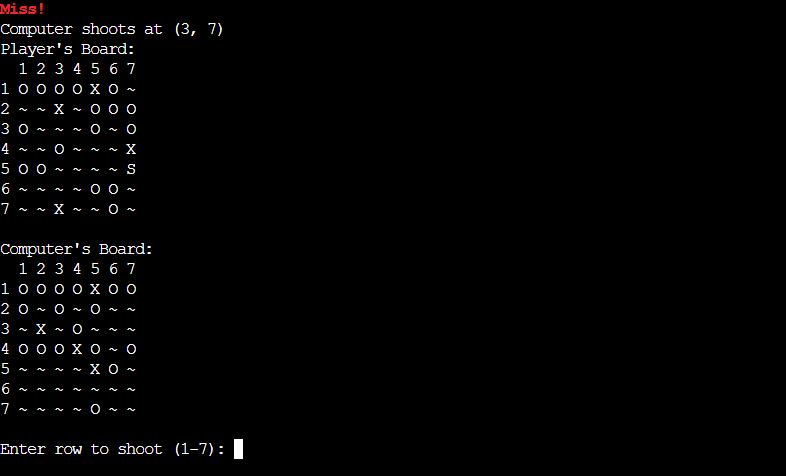 Miss!
Computer shoots at (3, 7)
Player's Board:
1 2 3 4 5 6 7
1 O O O O X O ~
2 ~ ~ X ~ O O O
3 O ~ ~ ~ O ~ O
4 ~ ~ O ~ ~ ~ X
5 O O ~ ~ ~ ~ S
6 ~ ~ ~ ~ O O ~
7 ~ ~ X ~ ~ O ~
Computer's Board:
1 2 3 4 5 6 7
1 O O O O X O O
2 O ~ O ~ O ~ ~
3 ~ X ~ O ~ ~ ~
4 O O O X O ~ O
5 ~ ~ ~ ~ X O ~
6 ~ ~ ~ ~ ~ ~ ~
7 ~ ~ ~ ~ O ~ ~
Enter row to shoot (1-7):